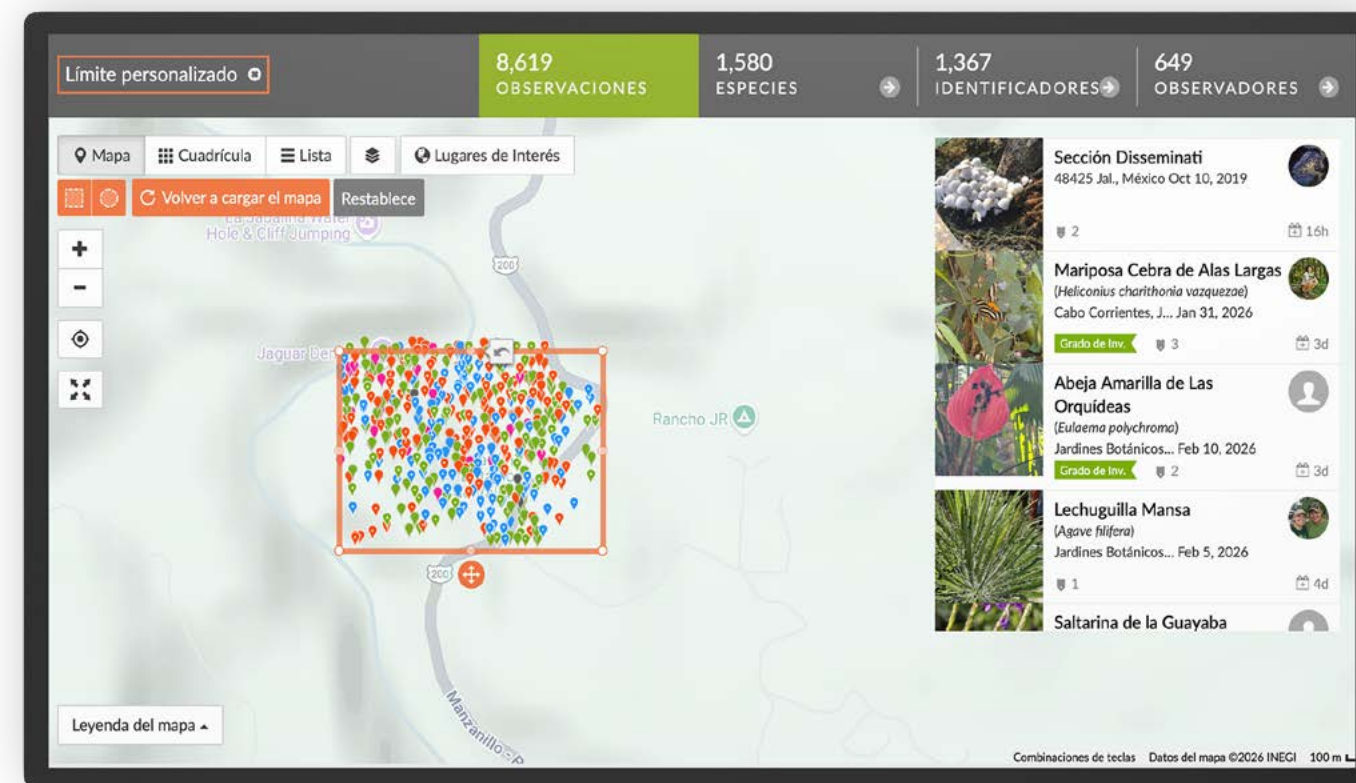 Límite personalizado
8,619
OBSERVACIONES
1,580
ESPECIES
1,367
IDENTIFICADORES
649
OBSERVADORES
Mapa
Cuadrícula
Lista
Lugares de Interés
Volver a cargar el mapa
Restablece
Hole & Cliff Jumping
200
Jaguar
Rancho JR
200
Manzanillo - P
Leyenda del mapa
Sección Disseminati
48425 Jal., México Oct 10, 2019
2
16h
Mariposa Cebra de Alas Largas
(Heliconius charithonia vazquezae)
Cabo Corrientes, J... Jan 31, 2026
Grado de Inv.
3
3d
Abeja Amarilla de Las
Orquídeas
(Eulaema polychroma)
Jardines Botánicos... Feb 10, 2026
Grado de Inv.
2
3d
Lechuguilla Mansa
(Agave filifera)
Jardines Botánicos... Feb 5, 2026
1
4d
Saltarina de la Guayaba
Combinaciones de teclas
Datos del mapa ©2026 INEGI
100 m